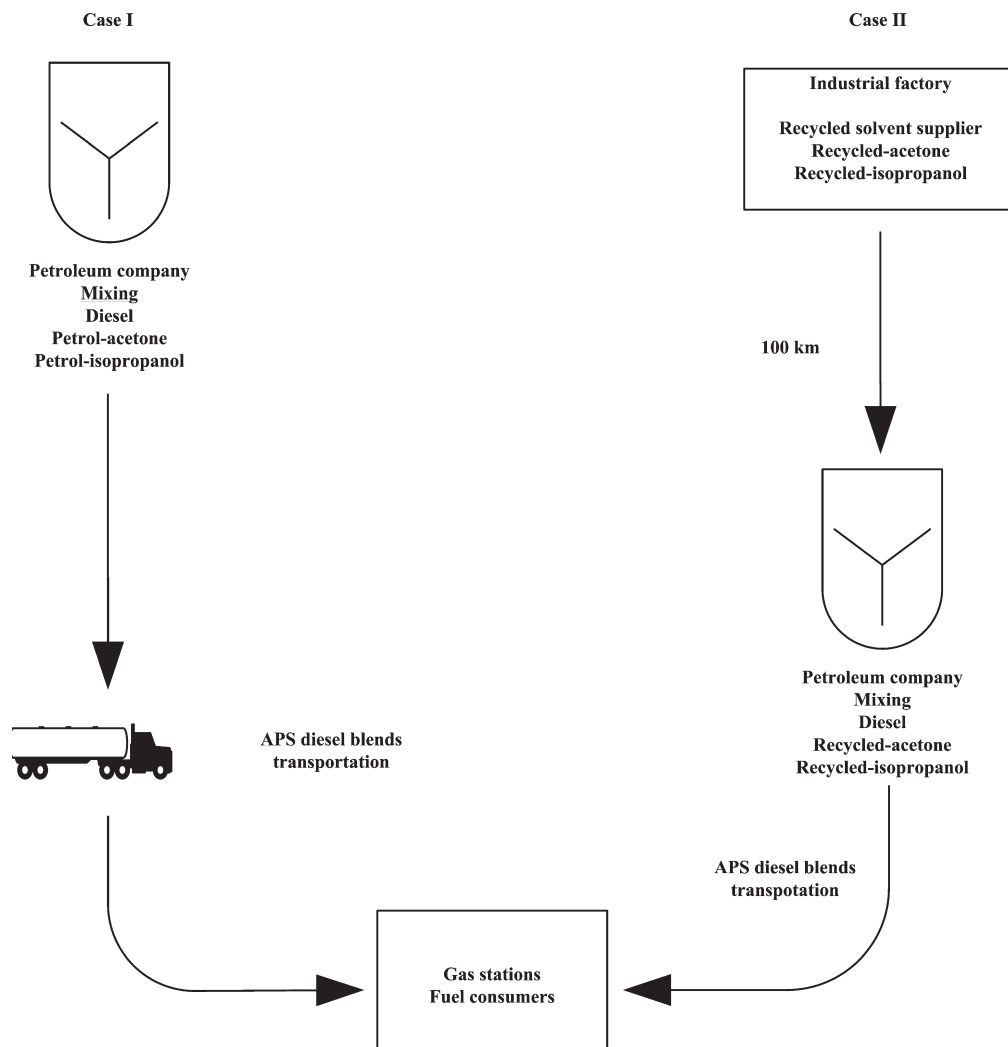 Case I
Petroleum company
Mixing
Diesel
Petrol-acetone
Petrol-isopropanol
APS diesel blends
transportation
Case II
Industrial factory
Recycled solvent supplier
Recycled-acetone
Recycled-isopropanol
100 km
Petroleum company
Mixing
Diesel
Recycled-acetone
Recycled-isopropanol
APS diesel blends
transpotation
Gas stations
Fuel consumers